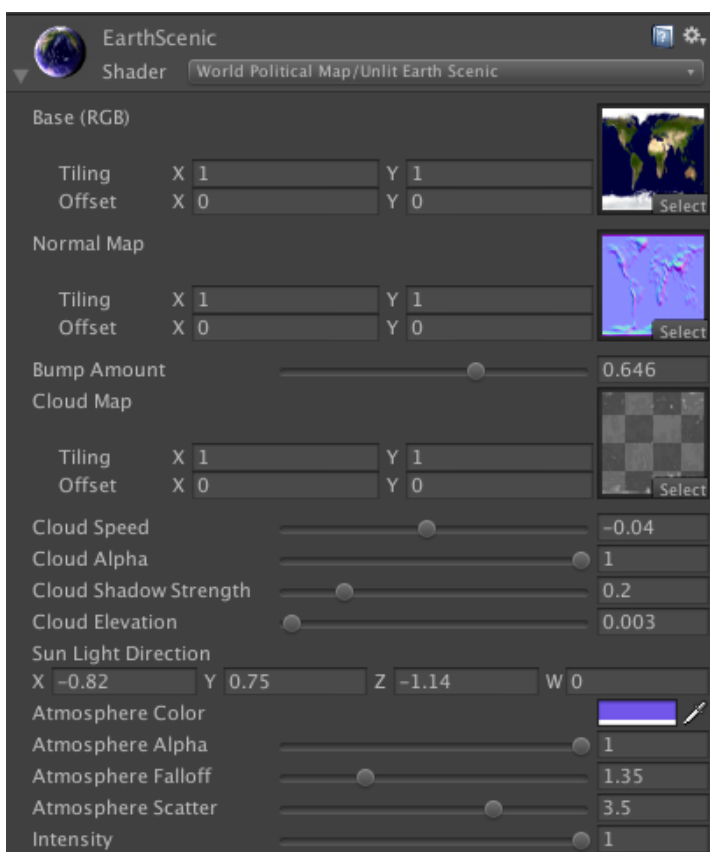 EarthScenic
Shader World Political Map/Unlit Earth Scenic
Base (RGB)
Tiling X 1 Y 1
Offset X 0 Y 0
Select
Normal Map
Tiling X 1 Y 1
Offset X 0 Y 0
Select
Bump Amount 0.646
Cloud Map
Tiling X 1 Y 1
Offset X 0 Y 0
Select
Cloud Speed -0.04
Cloud Alpha 1
Cloud Shadow Strength 0.2
Cloud Elevation 0.003
Sun Light Direction
X -0.82 Y 0.75 Z -1.14 W 0
Atmosphere Color
Atmosphere Alpha 1
Atmosphere Falloff 1.35
Atmosphere Scatter 3.5
Intensity 1